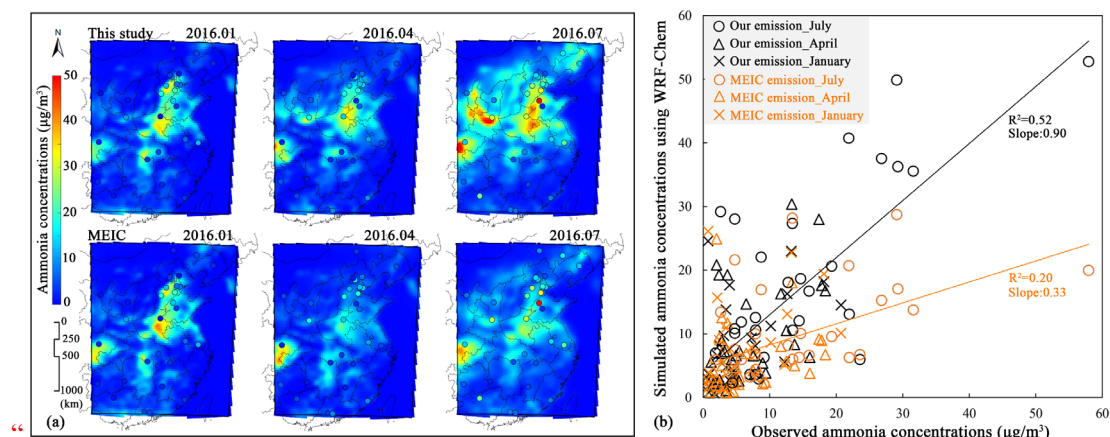 This study
2016.01
2016.04
2016.07
N
Ammonia concentrations (μg/m³)
50
40
30
20
10
0
MEIC
2016.01
2016.04
2016.07
0
250
500
1000
(km)
(a)
“
Simulated ammonia concentrations using WRF-Chem
60
50
40
30
20
10
0
Our emission_July
Our emission_April
Our emission_January
MEIC emission_July
MEIC emission_April
MEIC emission_January
R²=0.52
Slope:0.90
R²=0.20
Slope:0.33
0
10
20
30
40
50
60
(b)
Observed ammonia concentrations (μg/m³)